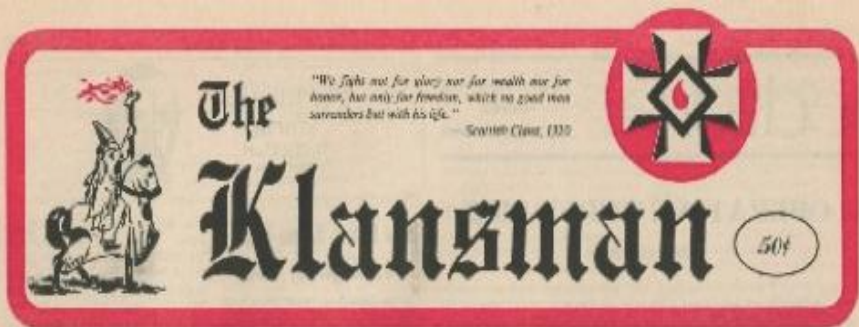 The
"We fight not for glory nor for wealth nor for
honor, but only for freedom, which no good man
surrenders but with his life."
Scottish Clans, 1320
Klansman
50¢